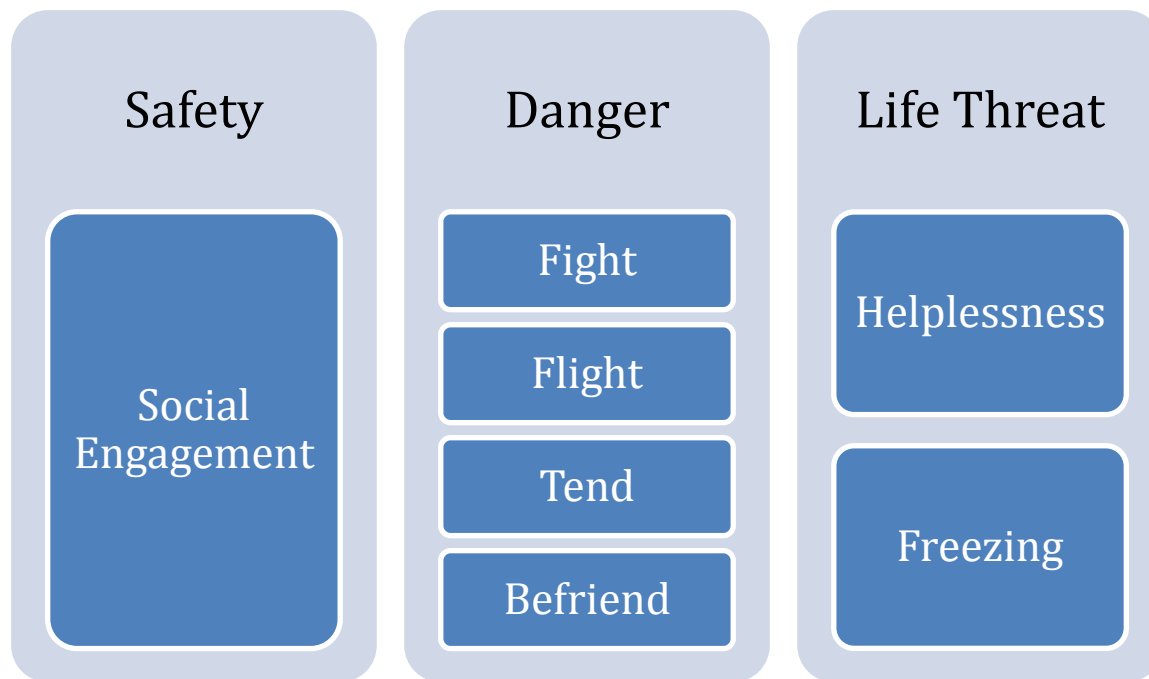 Safety
Social
Engagement
Danger
Fight
Flight
Tend
Befriend
Life Threat
Helplessness
Freezing